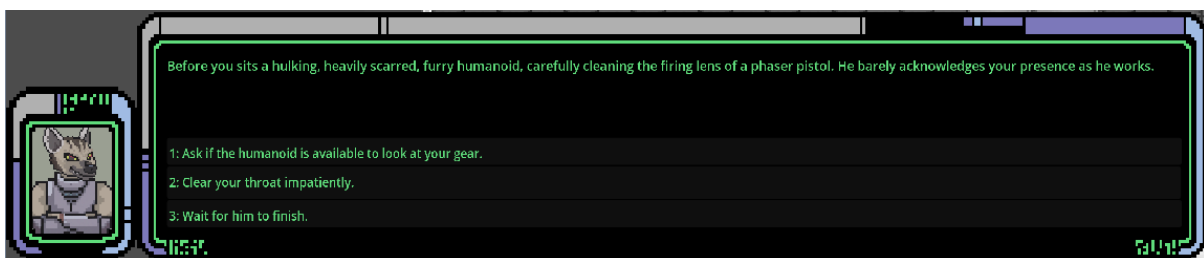 Before you sits a hulking, heavily scarred, furry humanoid, carefully cleaning the firing lens of a phaser pistol. He barely acknowledges your presence as he works.
1: Ask if the humanoid is available to look at your gear.
2: Clear your throat impatiently.
3: Wait for him to finish.